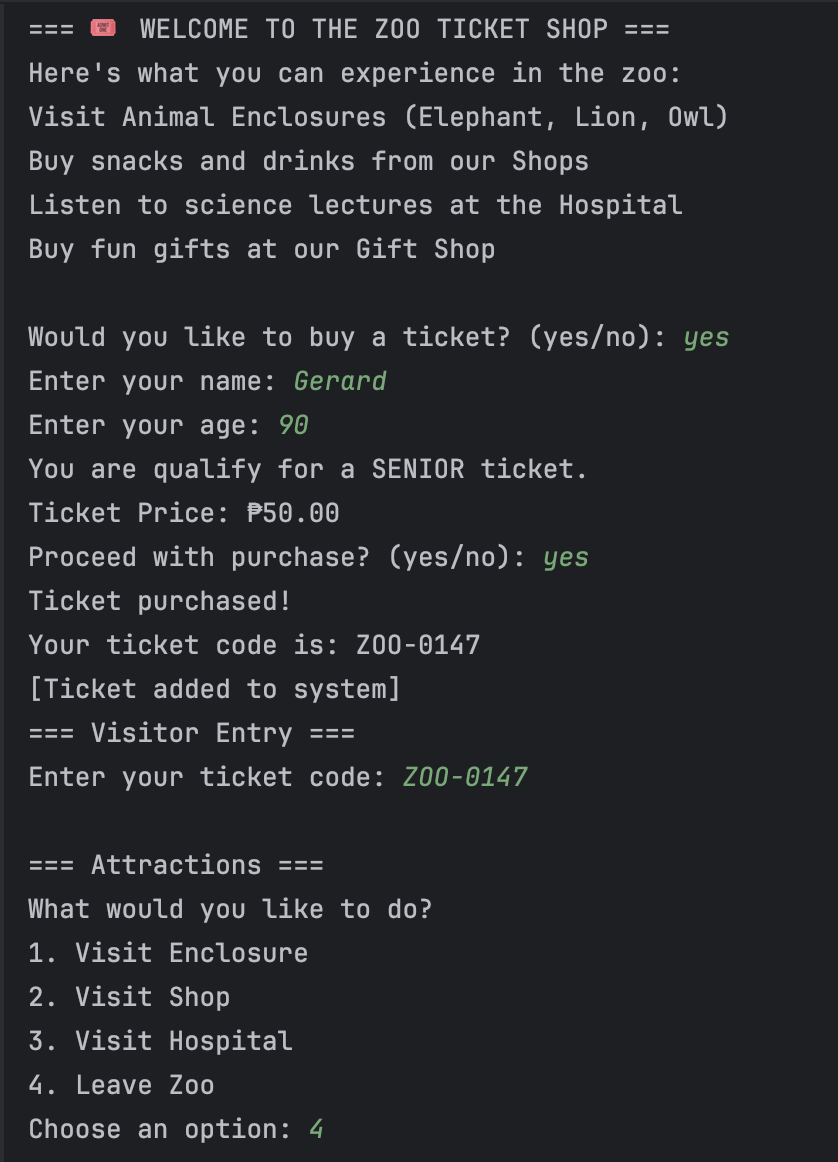 === 🎟 WELCOME TO THE ZOO TICKET SHOP ===
Here's what you can experience in the zoo:
Visit Animal Enclosures (Elephant, Lion, Owl)
Buy snacks and drinks from our Shops
Listen to science lectures at the Hospital
Buy fun gifts at our Gift Shop
Would you like to buy a ticket? (yes/no): yes
Enter your name: Gerard
Enter your age: 90
You are qualify for a SENIOR ticket.
Ticket Price: ₱50.00
Proceed with purchase? (yes/no): yes
Ticket purchased!
Your ticket code is: ZOO-0147
[Ticket added to system]
=== Visitor Entry ===
Enter your ticket code: ZOO-0147
=== Attractions ===
What would you like to do?
1. Visit Enclosure
2. Visit Shop
3. Visit Hospital
4. Leave Zoo
Choose an option: 4